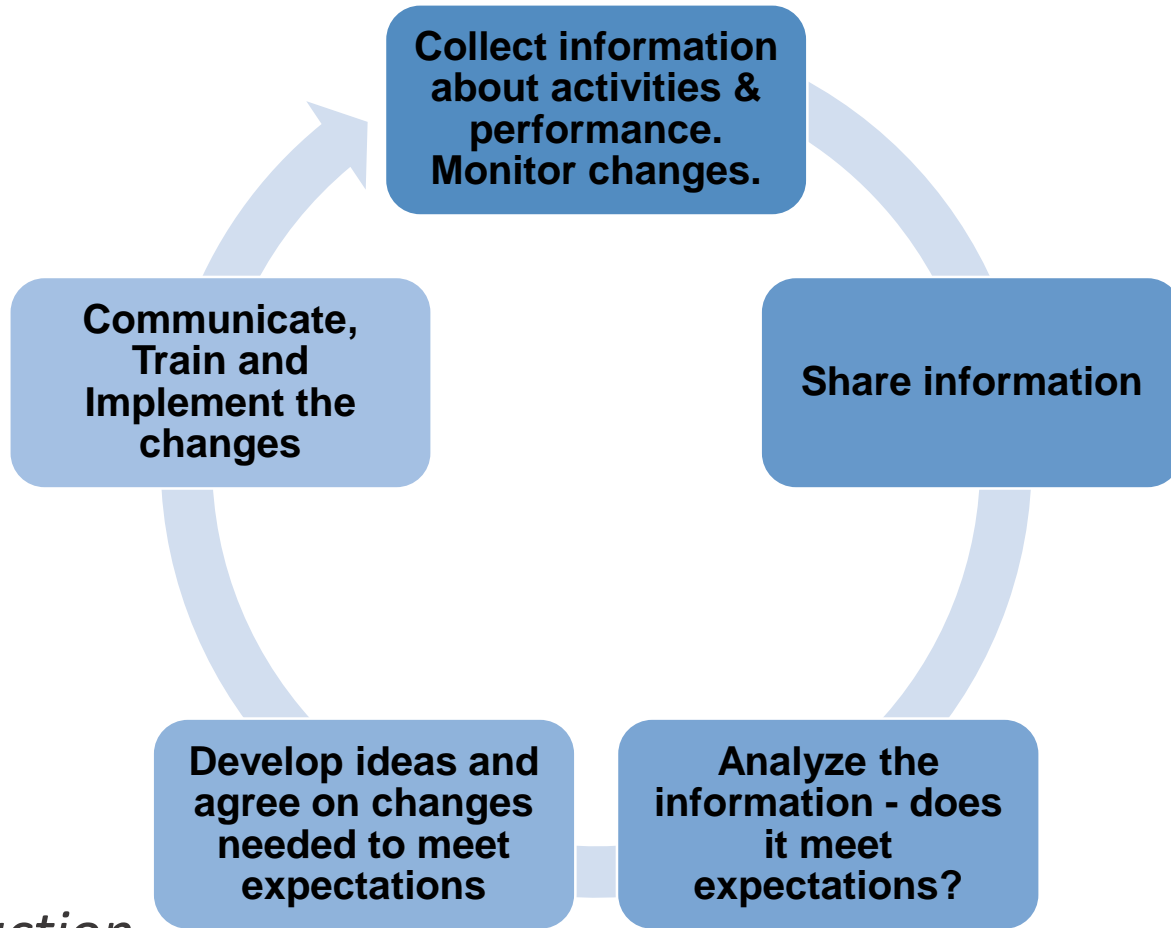 Collect information
about activities &
performance.
Monitor changes.
Share information
Analyze the
information - does
it meet
expectations?
Develop ideas and
agree on changes
needed to meet
expectations
Communicate,
Train and
Implement the
changes